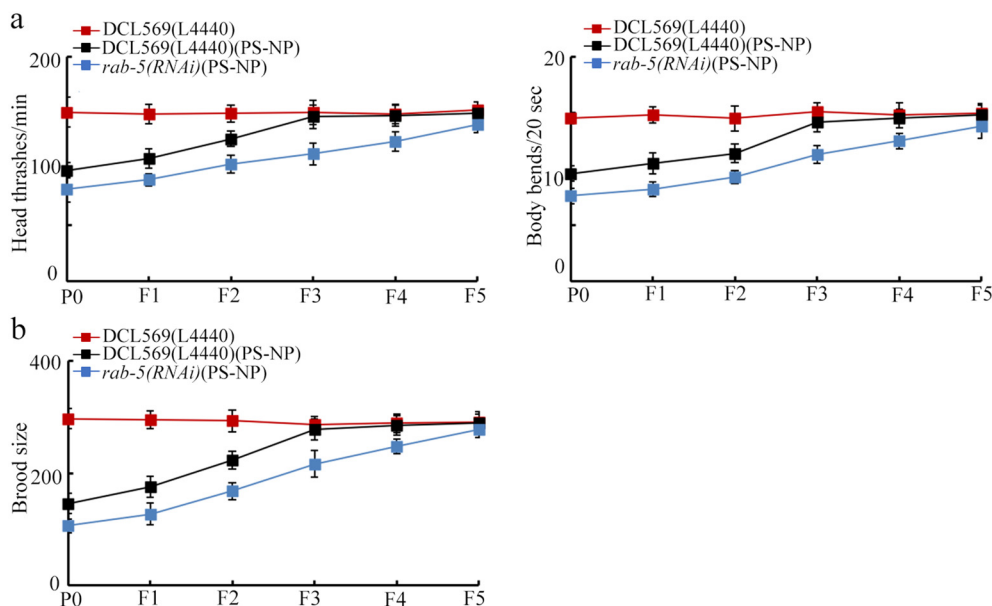 a
DCL569(L4440)
DCL569(L4440)(PS-NP)
rab-5(RNAi)(PS-NP)
200
100
0
Head thrashes/min
P0 F1 F2 F3 F4 F5
DCL569(L4440)
DCL569(L4440)(PS-NP)
rab-5(RNAi)(PS-NP)
20
10
0
Body bends/20 sec
P0 F1 F2 F3 F4 F5
b
DCL569(L4440)
DCL569(L4440)(PS-NP)
rab-5(RNAi)(PS-NP)
400
200
0
Brood size
P0 F1 F2 F3 F4 F5